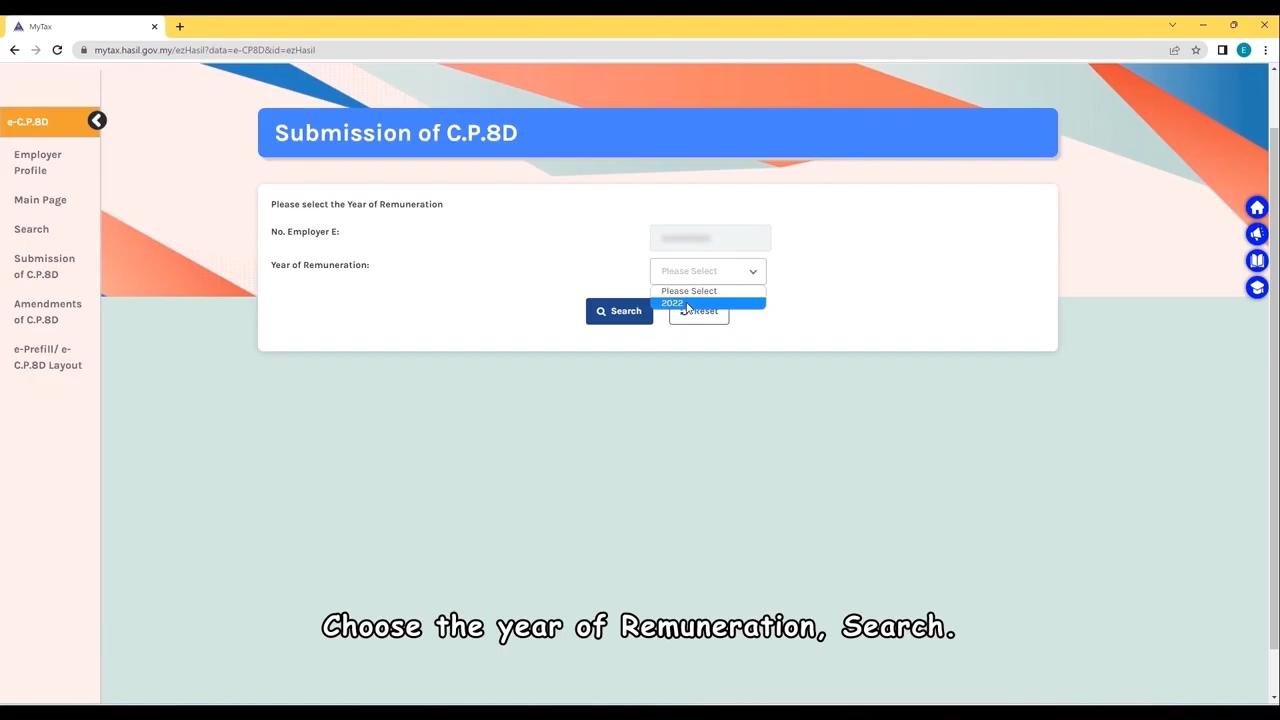 MyTax
mytax.hasil.gov.my/ezHasil?data=e-CP8D&id=ezHasil
E
e-C.P.8D
Employer
Profile
Main Page
Search
Submission
of C.P.8D
Amendments
of C.P.8D
e-Prefill/ e-
C.P.8D Layout
Submission of C.P.8D
Please select the Year of Remuneration
No. Employer E:
Year of Remuneration:
Please Select
Please Select
2022
Search
Reset
Choose the year of Remuneration, Search.